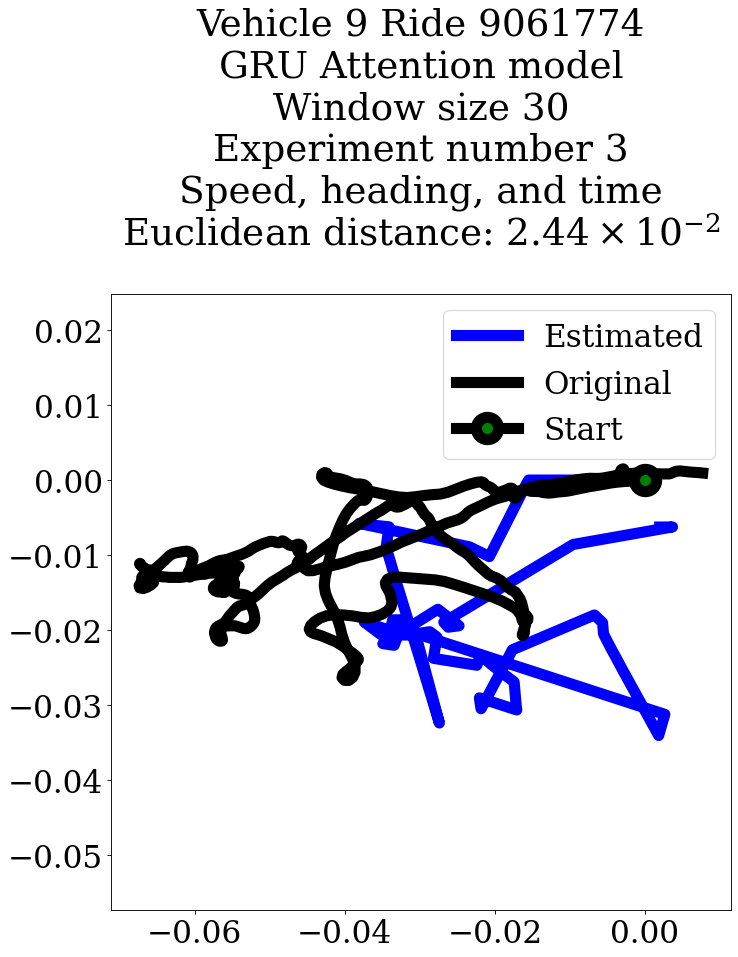 Vehicle 9 Ride 9061774
GRU Attention model
Window size 30
Experiment number 3
Speed, heading, and time
Euclidean distance: 2.44 × 10⁻²
Estimated
Original
Start
0.02
0.01
0.00
−0.01
−0.02
−0.03
−0.04
−0.05
−0.06 −0.04 −0.02 0.00